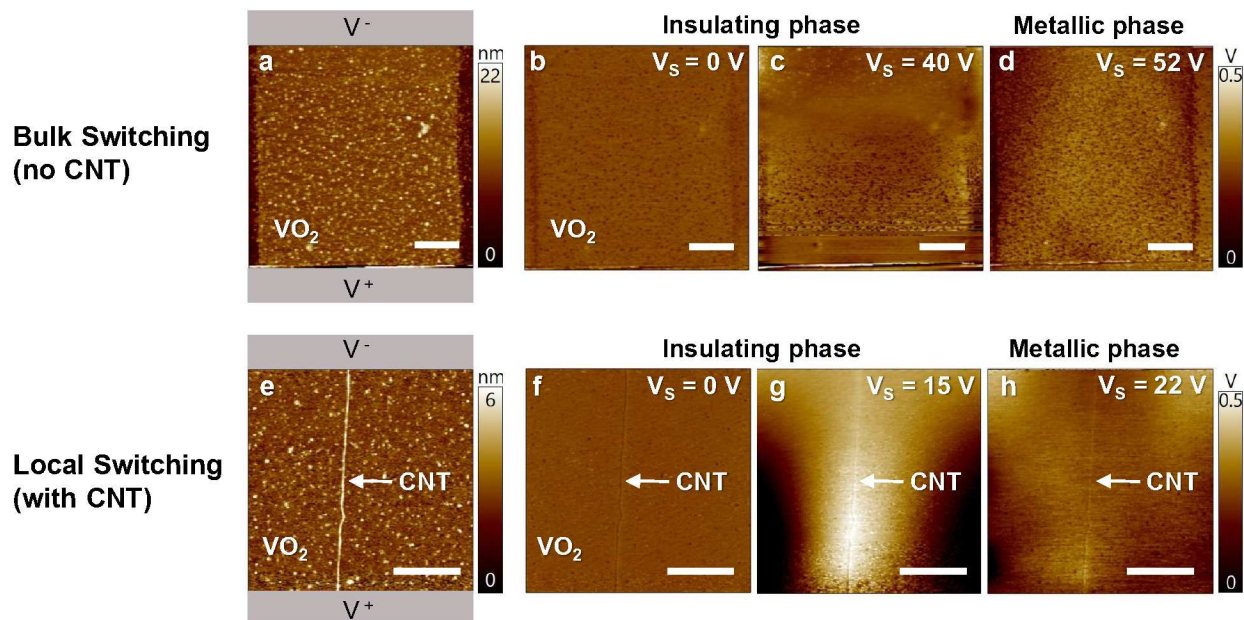 Insulating phase
Metallic phase
V-
nm
V
a
22
b
VS = 0 V
c
VS = 40 V
d
VS = 52 V
0.5
Bulk Switching
(no CNT)
VO2
VO2
0
0
V+
Insulating phase
Metallic phase
V-
nm
V
e
6
f
VS = 0 V
g
VS = 15 V
h
VS = 22 V
0.5
Local Switching
(with CNT)
CNT
CNT
CNT
CNT
VO2
VO2
0
0
V+